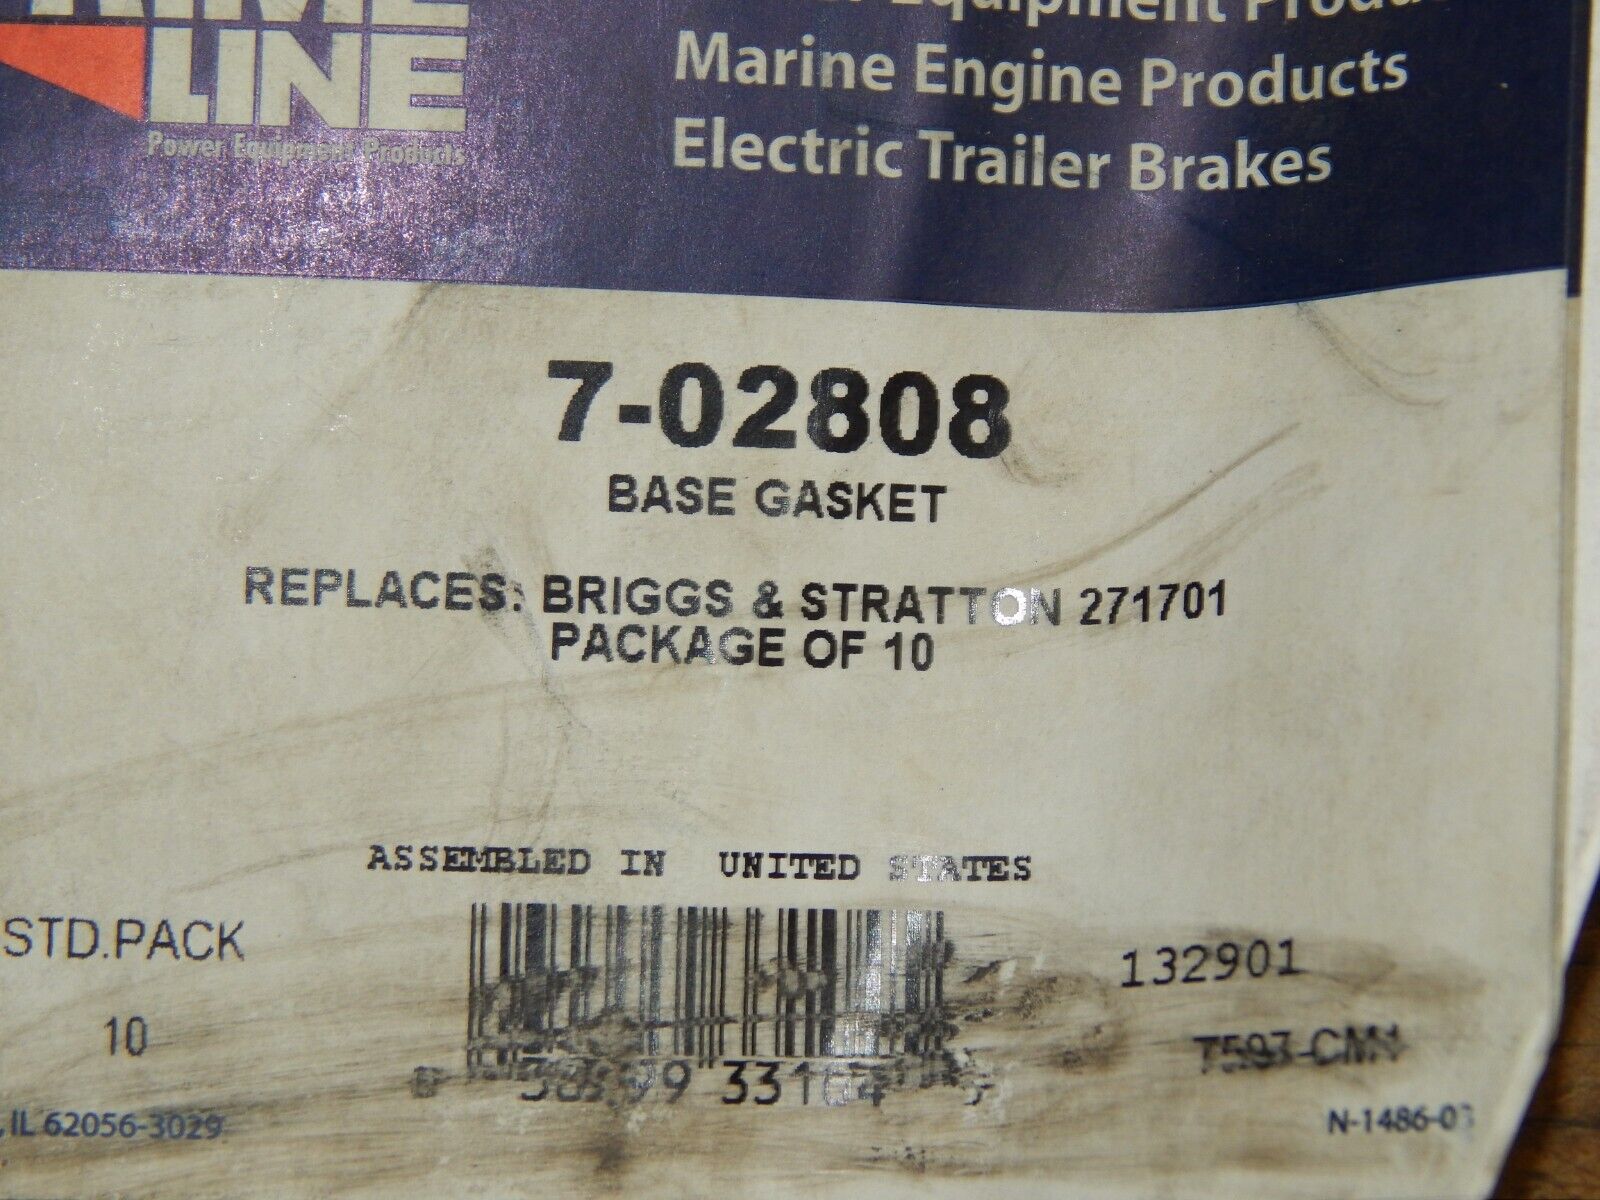 LINE
Power Equipment Products
Equipment
Marine Engine Products
Electric Trailer Brakes
7-02808
BASE GASKET
REPLACES: BRIGGS & STRATTON 271701
PACKAGE OF 10
ASSEMBLED IN UNITED STATES
STD.PACK
10
132901
, IL 62056-3029